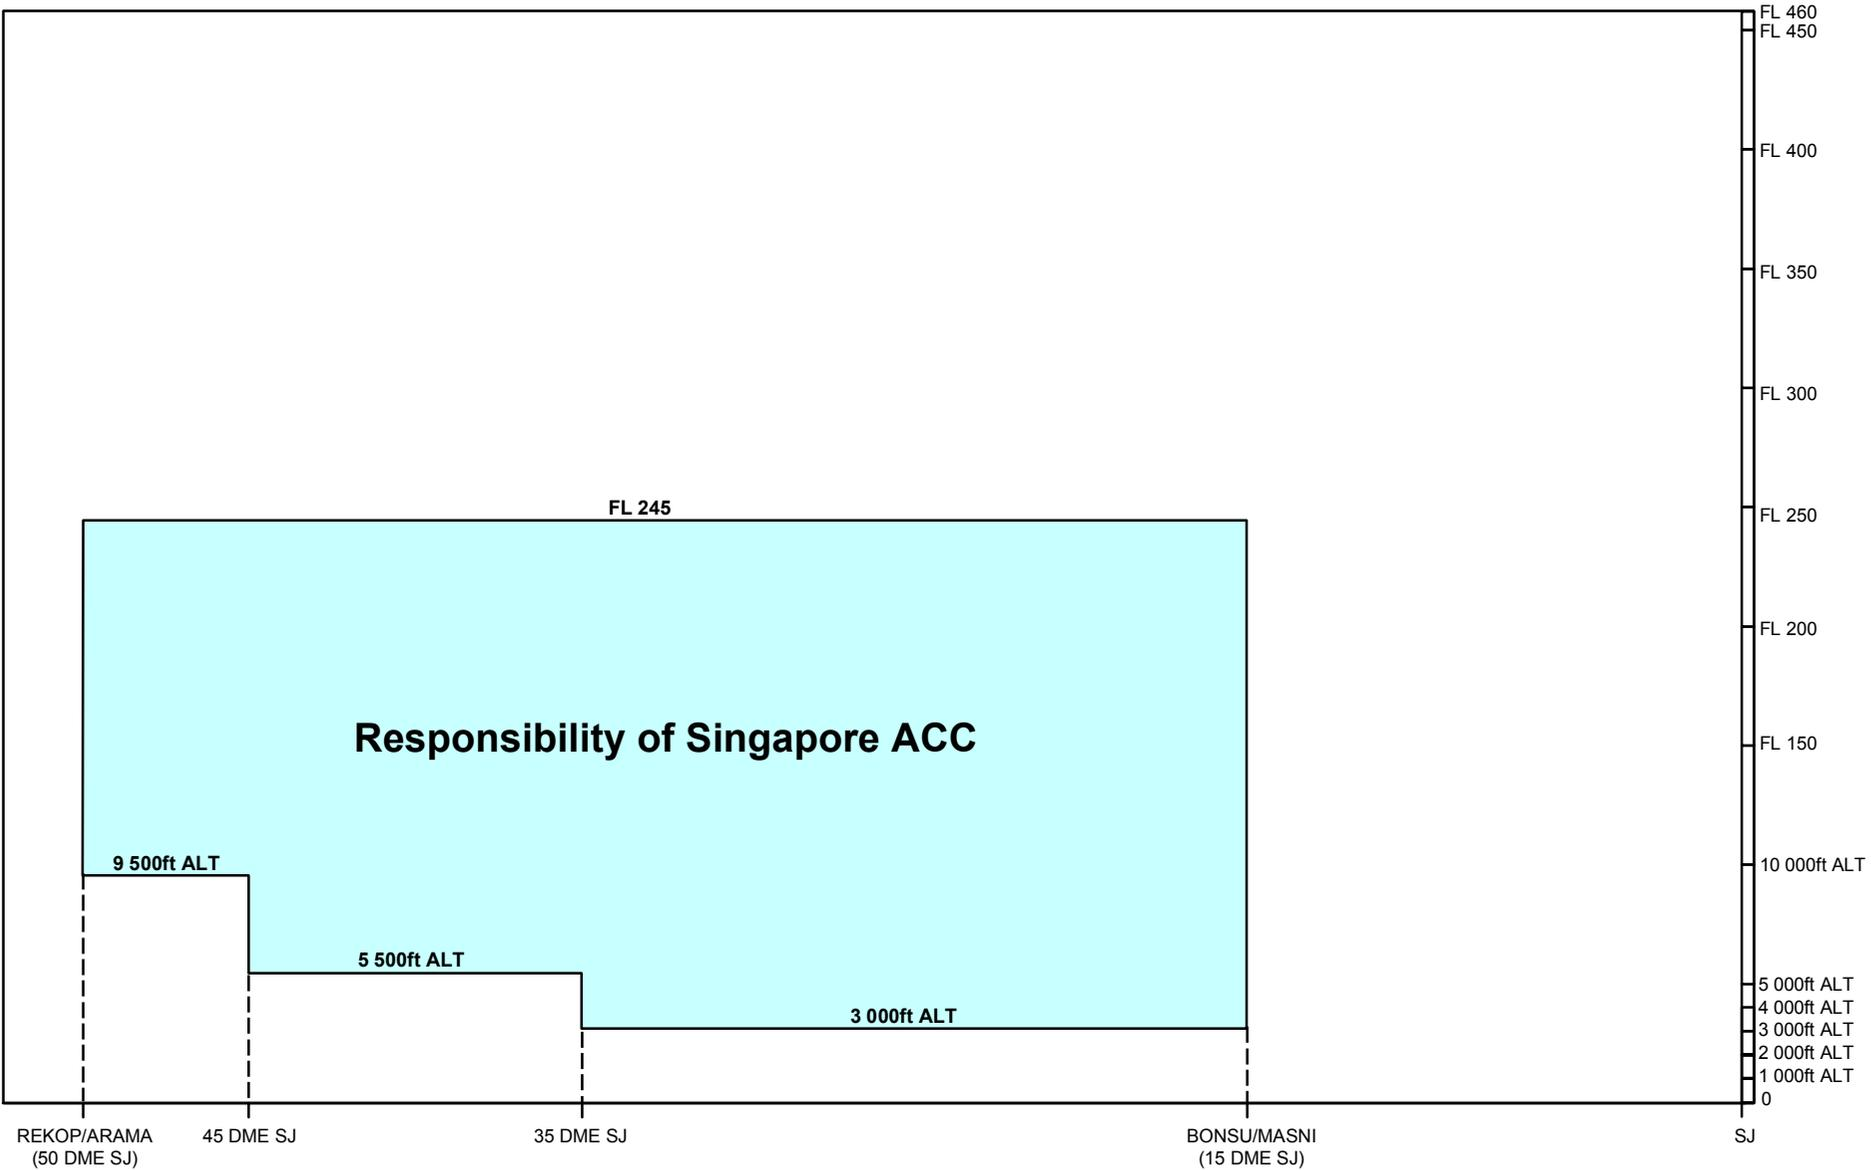 FL 460
FL 450
FL 400
FL 350
FL 300
FL 245
FL 250
FL 200
Responsibility of Singapore ACC
FL 150
9 500ft ALT
10 000ft ALT
5 500ft ALT
5 000ft ALT
4 000ft ALT
3 000ft ALT
3 000ft ALT
2 000ft ALT
1 000ft ALT
0
REKOP/ARAMA
(50 DME SJ)
45 DME SJ
35 DME SJ
BONSU/MASNI
(15 DME SJ)
SJ